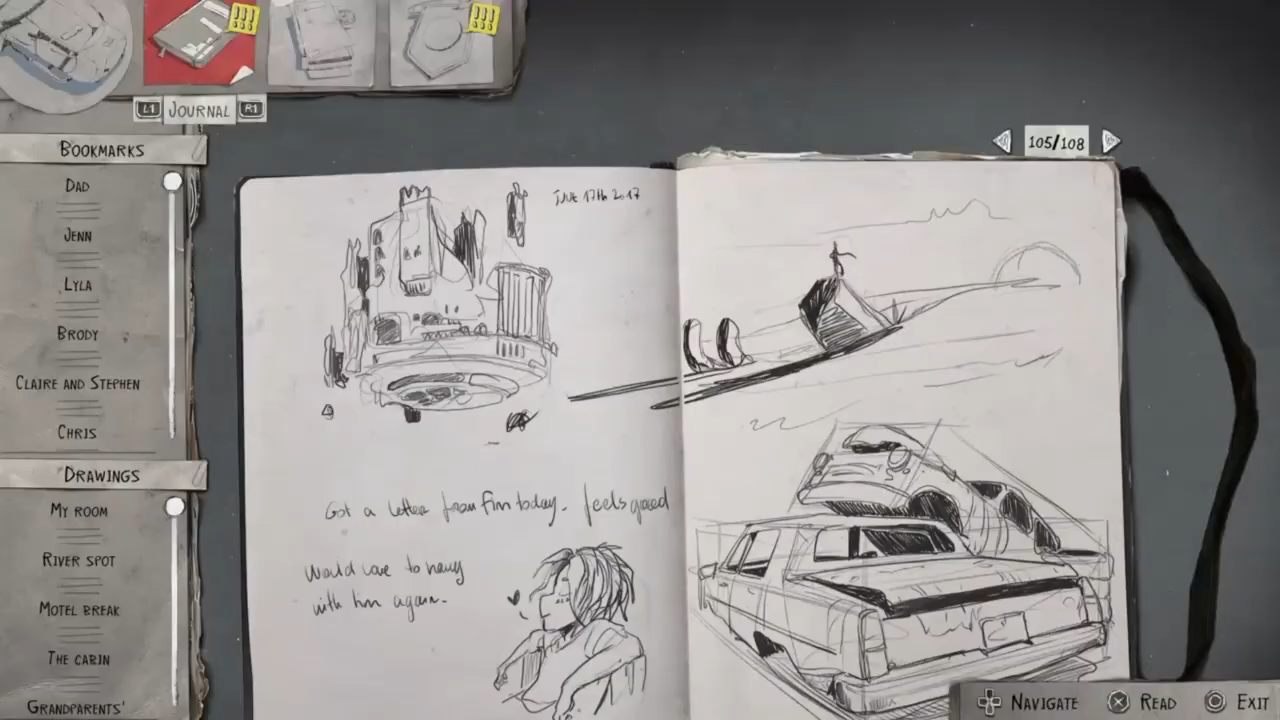 L1 JOURNAL R1
BOOKMARKS
DAD
JENN
LYLA
BRODY
CLAIRE AND STEPHEN
CHRIS
DRAWINGS
MY ROOM
RIVER SPOT
MOTEL BREAK
THE CABIN
GRANDPARENTS'
105/108
JUNE 17th 2017
Got a letter from Finn today. feels good
Would love to hang
with him again.
NAVIGATE
READ
EXIT